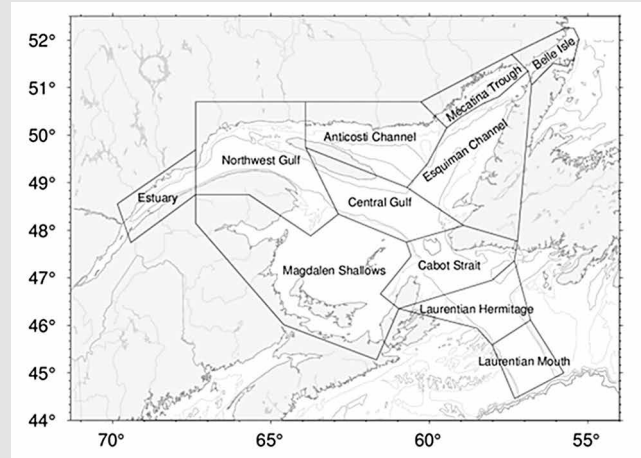 52°
Belle Isle
51°
Mécatina Trough
50°
Anticosti Channel
Esquiman Channel
Northwest Gulf
49°
Estuary
Central Gulf
48°
Magdalen Shallows
Cabot Strait
47°
Laurentian Hermitage
46°
Laurentian Mouth
45°
44°
70° 65° 60° 55°